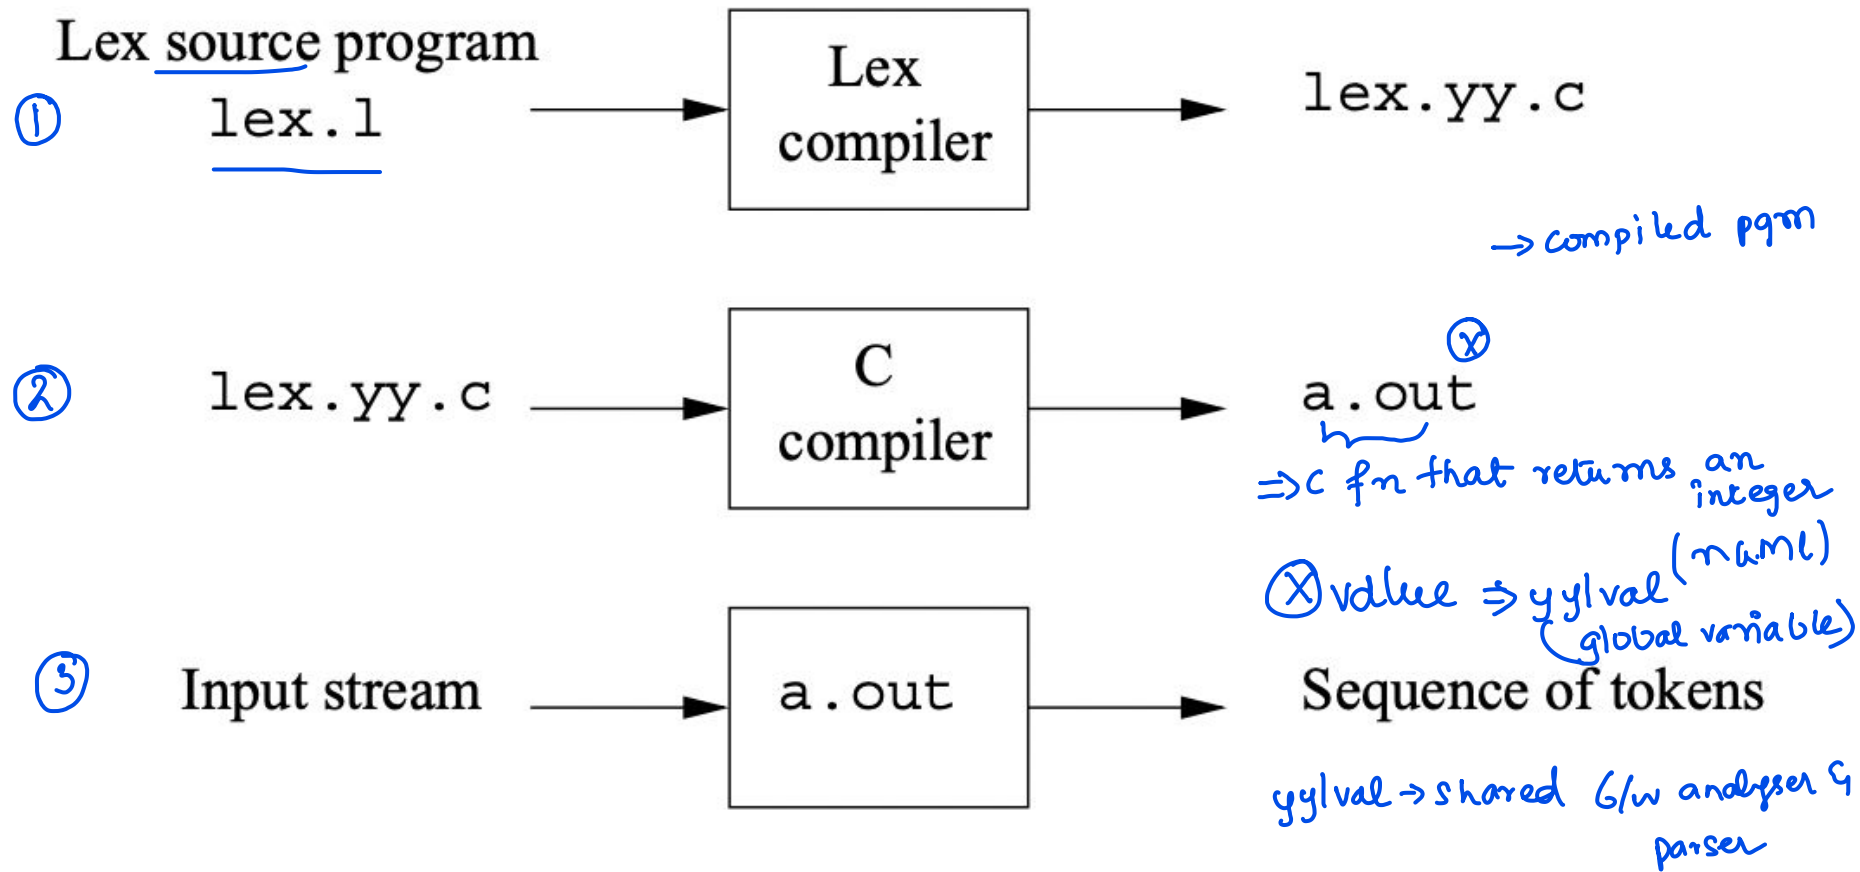 Lex source program
① lex.l
Lex
compiler
lex.yy.c
→ compiled pgm
② lex.yy.c
C
compiler
ⓧ
a.out
⇒ C fn that returns an
integer
ⓧ value ⇒ yylval (name)
(global variable)
③ Input stream
a.out
Sequence of tokens
yylval → shared b/w analyser &
parser